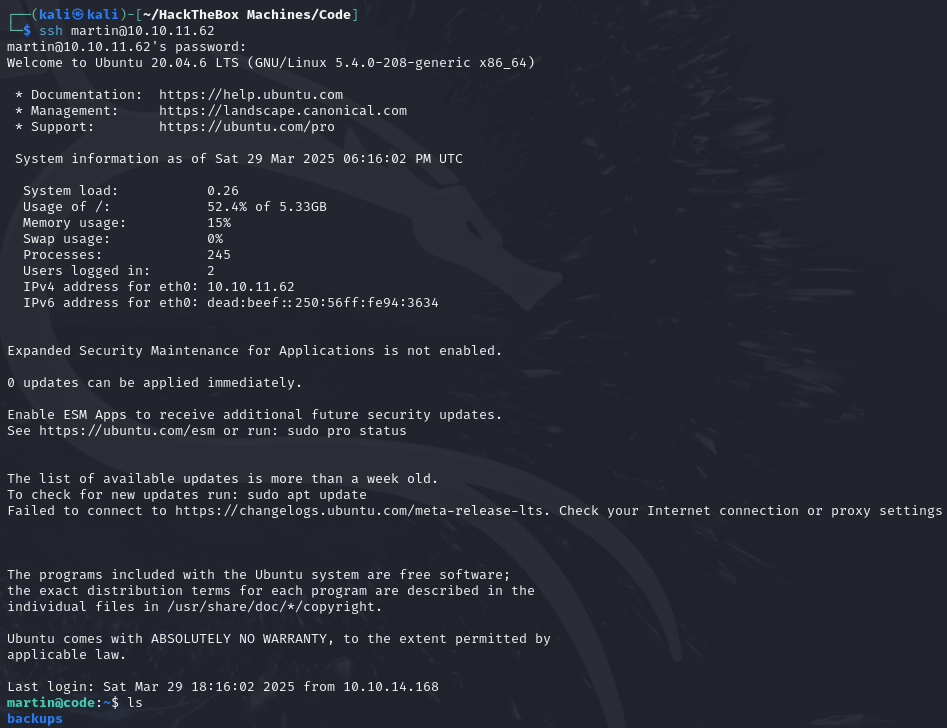 ┌──(kali㉿kali)-[~/HackTheBox Machines/Code]
└─$ ssh martin@10.10.11.62
martin@10.10.11.62's password:
Welcome to Ubuntu 20.04.6 LTS (GNU/Linux 5.4.0-208-generic x86_64)
* Documentation:  https://help.ubuntu.com
* Management:     https://landscape.canonical.com
* Support:        https://ubuntu.com/pro
System information as of Sat 29 Mar 2025 06:16:02 PM UTC
System load:           0.26
Usage of /:            52.4% of 5.33GB
Memory usage:          15%
Swap usage:            0%
Processes:             245
Users logged in:       2
IPv4 address for eth0: 10.10.11.62
IPv6 address for eth0: dead:beef::250:56ff:fe94:3634
Expanded Security Maintenance for Applications is not enabled.
0 updates can be applied immediately.
Enable ESM Apps to receive additional future security updates.
See https://ubuntu.com/esm or run: sudo pro status
The list of available updates is more than a week old.
To check for new updates run: sudo apt update
Failed to connect to https://changelogs.ubuntu.com/meta-release-lts. Check your Internet connection or proxy settings
The programs included with the Ubuntu system are free software;
the exact distribution terms for each program are described in the
individual files in /usr/share/doc/*/copyright.
Ubuntu comes with ABSOLUTELY NO WARRANTY, to the extent permitted by
applicable law.
Last login: Sat Mar 29 18:16:02 2025 from 10.10.14.168
martin@code:~$ ls
backups